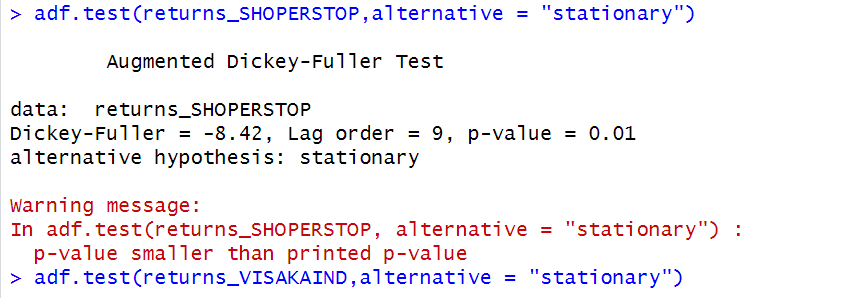 > adf.test(returns_SHOPERSTOP,alternative = "stationary")
Augmented Dickey-Fuller Test
data:  returns_SHOPERSTOP
Dickey-Fuller = -8.42, Lag order = 9, p-value = 0.01
alternative hypothesis: stationary
Warning message:
In adf.test(returns_SHOPERSTOP, alternative = "stationary") :
  p-value smaller than printed p-value
> adf.test(returns_VISAKAIND,alternative = "stationary")